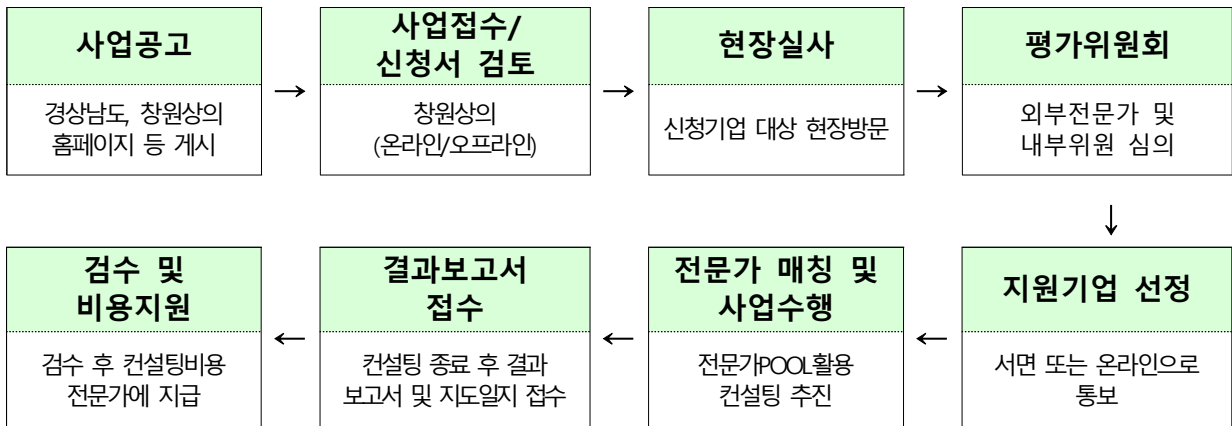 사업공고
경상남도, 창원상의
홈페이지 등 게시
→
사업접수/
신청서 검토
창원상의
(온라인/오프라인)
→
현장실사
신청기업 대상 현장방문
→
평가위원회
외부전문가 및
내부위원 심의
↓
지원기업 선정
서면 또는 온라인으로
통보
←
전문가 매칭 및
사업수행
전문가POOL활용
컨설팅 추진
←
결과보고서
접수
컨설팅 종료 후 결과
보고서 및 지도일지 접수
←
검수 및
비용지원
검수 후 컨설팅비용
전문가에 지급